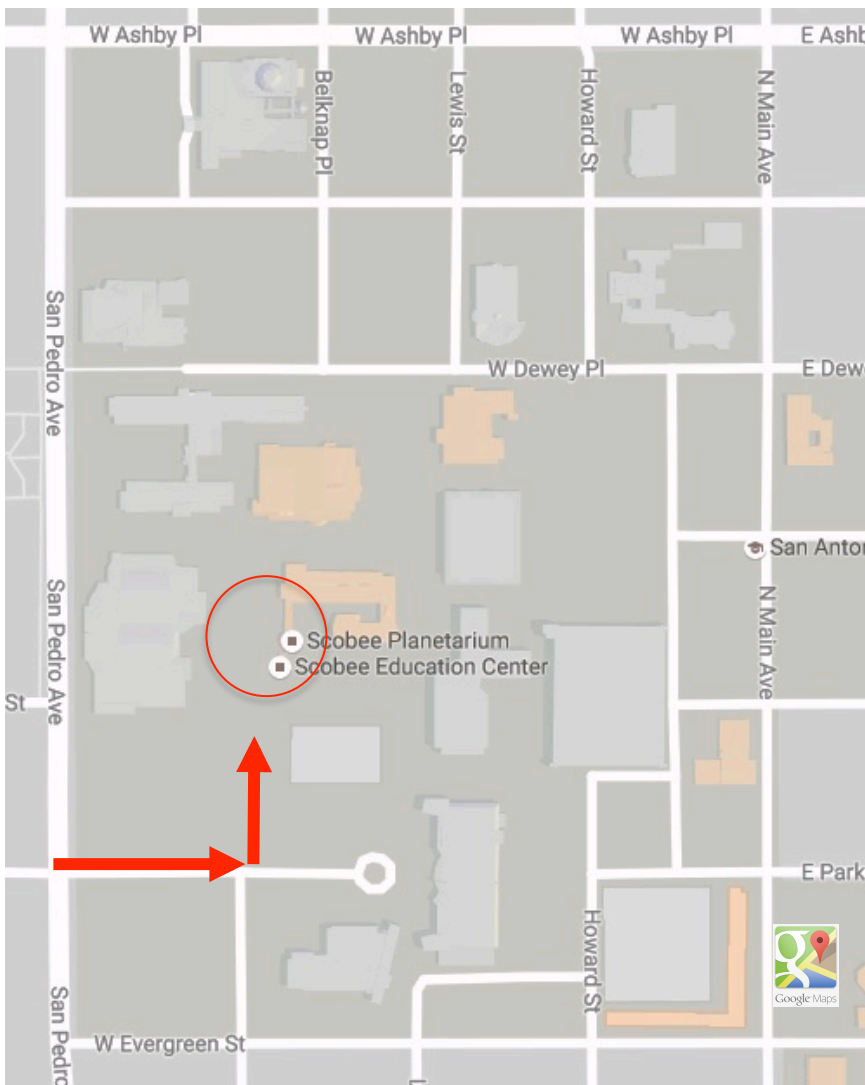 W Ashby Pl
W Ashby Pl
W Ashby Pl
E Ashb
Belknap Pl
Lewis St
Howard St
N Main Ave
San Pedro Ave
W Dewey Pl
E Dew
San Anton
San Pedro Ave
N Main Ave
Scobee Planetarium
Scobee Education Center
St
E Park
Howard St
Google Maps
San Pedro
W Evergreen St
L